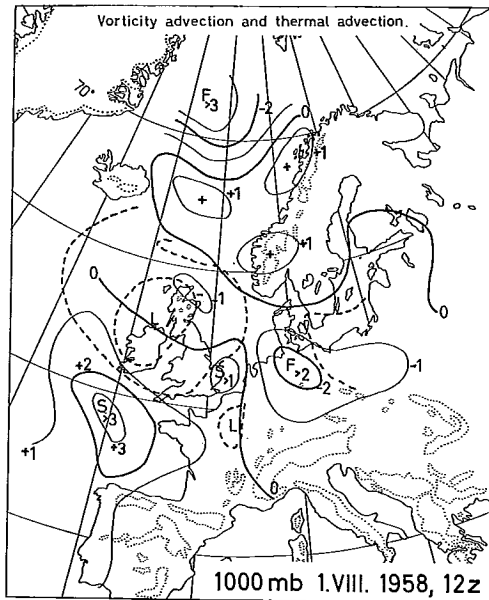 Vorticity advection and thermal advection.
70°
F
>3
-2
0
+1
+
+
+1
+
+1
0
-
-1
L
0
+2
S
>1
F
>2
-2
-1
S
>3
+3
L
+1
0
1000 mb 1.VIII. 1958, 12z